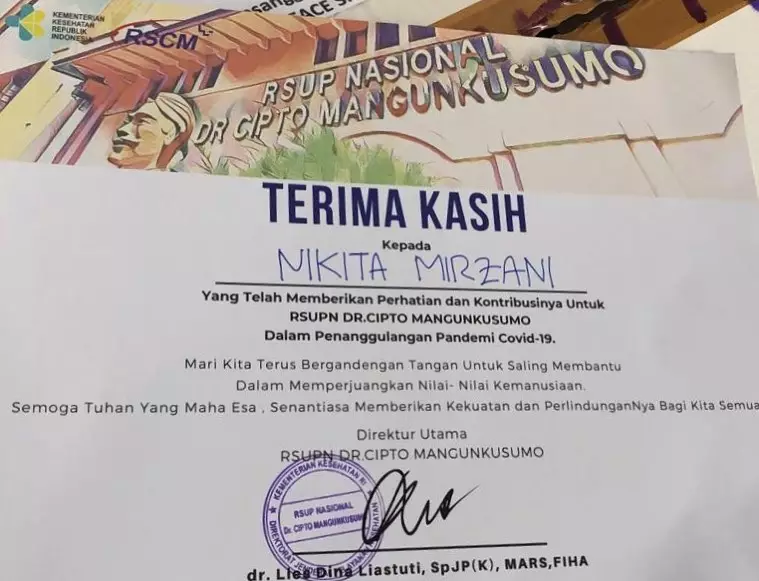 KEMENTERIAN
KESEHATAN
REPUBLIK
INDONESIA
RSCM
RSUP NASIONAL
DR CIPTO MANGUNKUSUMO
TERIMA KASIH
Kepada
NIKITA MIRZANI
Yang Telah Memberikan Perhatian dan Kontribusinya Untuk
RSUPN DR.CIPTO MANGUNKUSUMO
Dalam Penanggulangan Pandemi Covid-19.
Mari Kita Terus Bergandengan Tangan Untuk Saling Membantu
Dalam Memperjuangkan Nilai- Nilai Kemanusiaan.
Semoga Tuhan Yang Maha Esa , Senantiasa Memberikan Kekuatan dan PerlindunganNya Bagi Kita Semua
Direktur Utama
RSUPN DR.CIPTO MANGUNKUSUMO
KEMENTERIAN KESEHATAN RI
RSUP NASIONAL
Dr. CIPTO MANGUNKUSUMO
dr. Lies Dina Liastuti, SpJP(K), MARS,FIHA